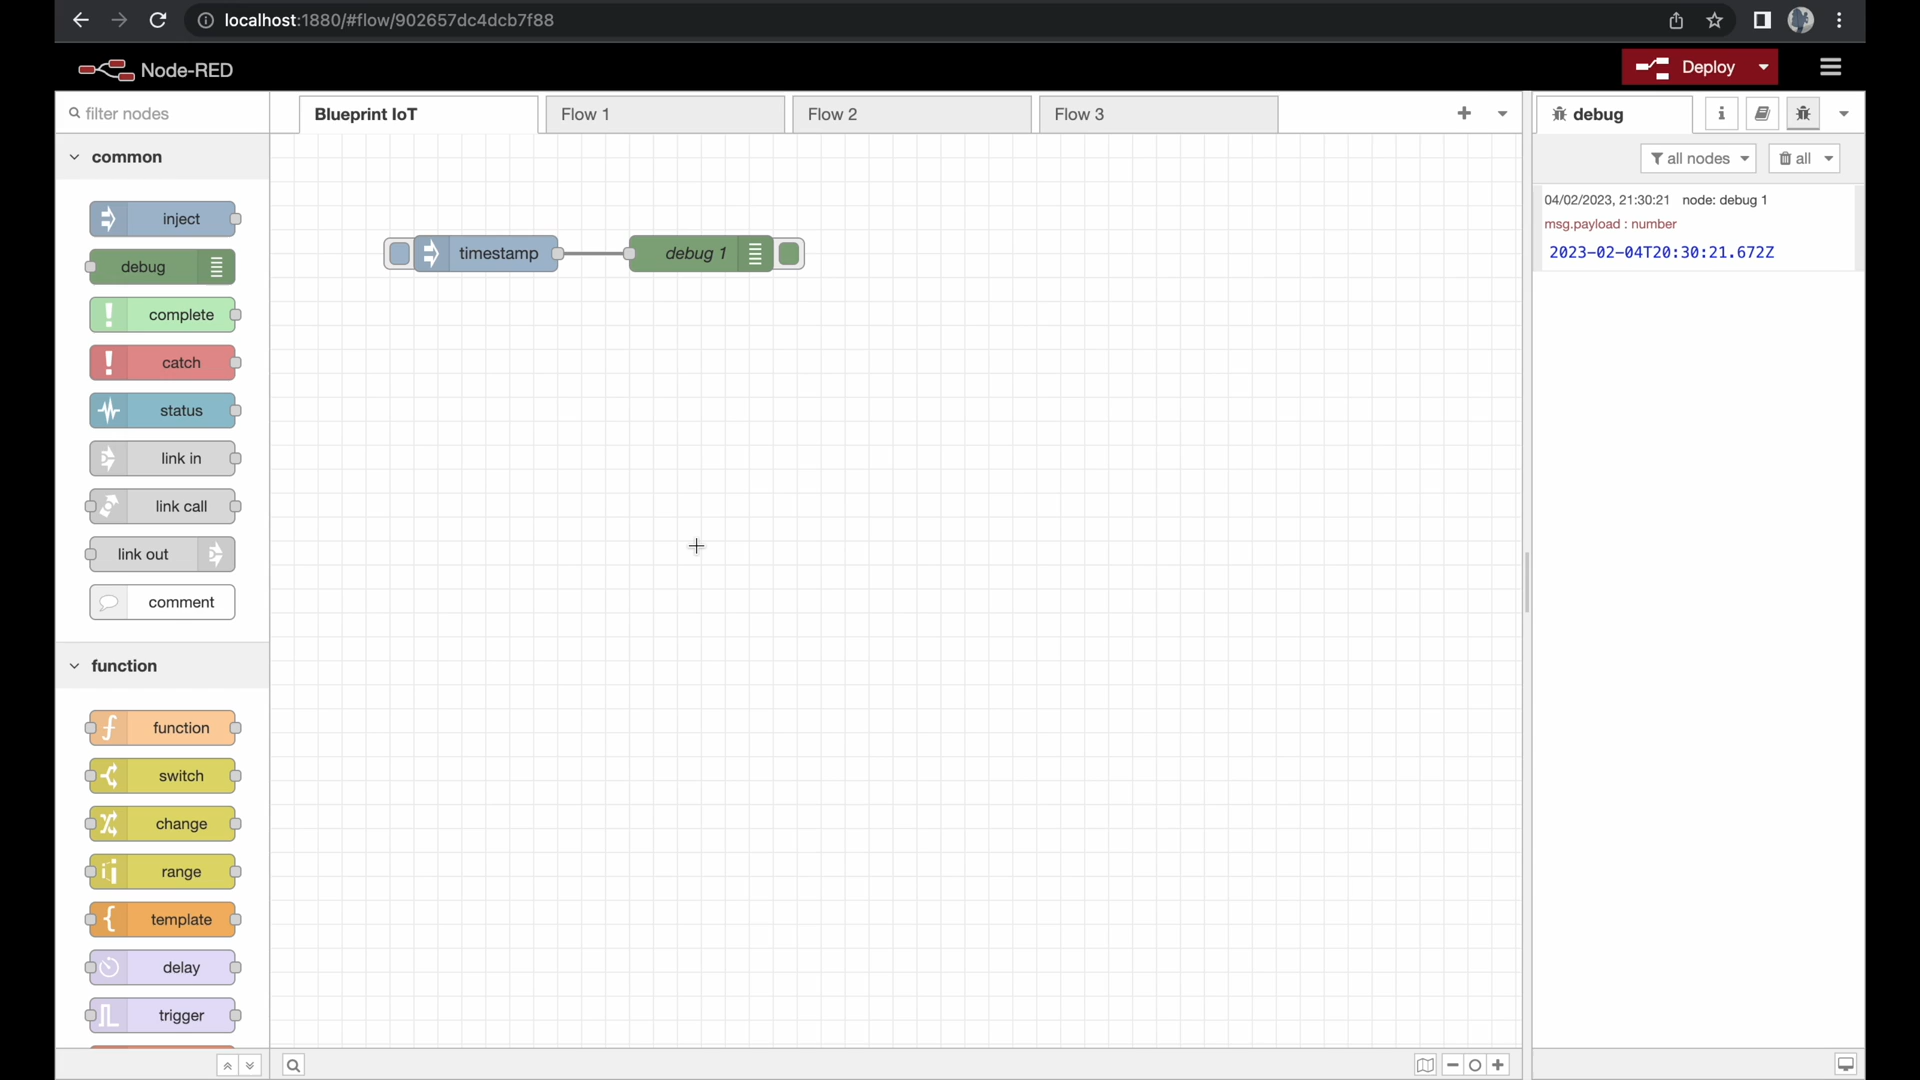 localhost:1880/#flow/902657dc4dcb7f88
Node-RED
Deploy
filter nodes
Blueprint IoT
Flow 1
Flow 2
Flow 3
debug
i
common
all nodes
all
inject
debug
complete
catch
status
link in
link call
link out
comment
timestamp
debug 1
04/02/2023, 21:30:21 node: debug 1
msg.payload : number
2023-02-04T20:30:21.672Z
function
function
switch
change
range
template
delay
trigger